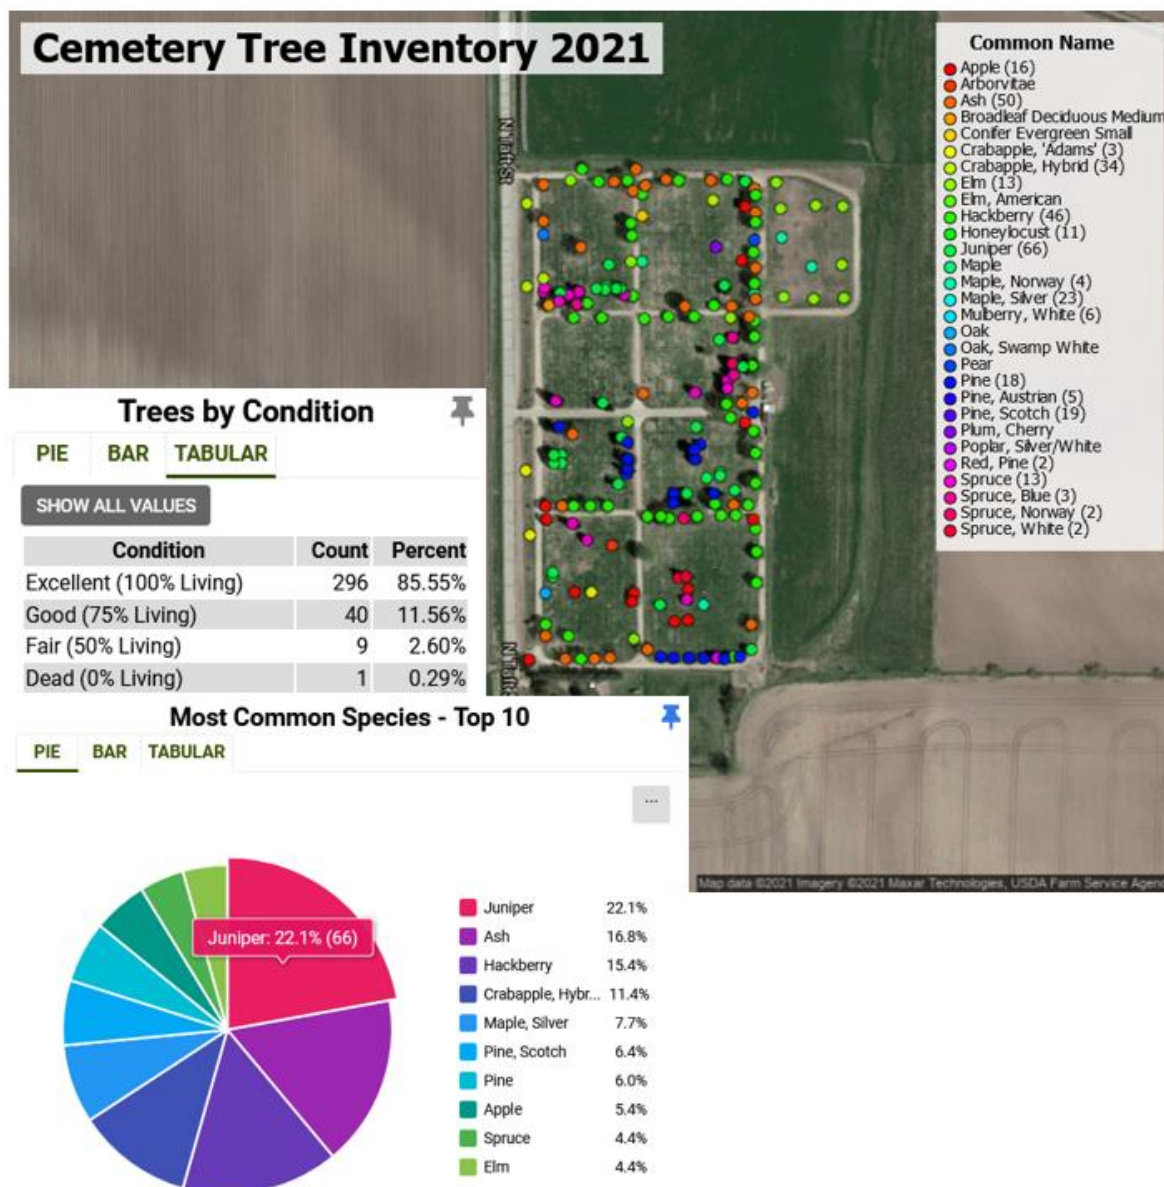 Cemetery Tree Inventory 2021
Common Name
Apple (16)
Arborvitae
Ash (50)
Broadleaf Deciduous Medium
Conifer Evergreen Small
Crabapple, 'Adams' (3)
Crabapple, Hybrid (34)
Elm (13)
Elm, American
Hackberry (46)
Honeylocust (11)
Juniper (66)
Maple
Maple, Norway (4)
Maple, Silver (23)
Mulberry, White (6)
Oak
Oak, Swamp White
Pear
Pine (18)
Pine, Austrian (5)
Pine, Scotch (19)
Plum, Cherry
Poplar, Silver/White
Red, Pine (2)
Spruce (13)
Spruce, Blue (3)
Spruce, Norway (2)
Spruce, White (2)
N Taft St
N Taft S
Trees by Condition
PIE BAR TABULAR
SHOW ALL VALUES
Condition Count Percent
Excellent (100% Living) 296 85.55%
Good (75% Living) 40 11.56%
Fair (50% Living) 9 2.60%
Dead (0% Living) 1 0.29%
Most Common Species - Top 10
PIE BAR TABULAR
...
Juniper: 22.1% (66)
Juniper 22.1%
Ash 16.8%
Hackberry 15.4%
Crabapple, Hybr... 11.4%
Maple, Silver 7.7%
Pine, Scotch 6.4%
Pine 6.0%
Apple 5.4%
Spruce 4.4%
Elm 4.4%
Map data ©2021 Imagery ©2021 Maxar Technologies, USDA Farm Service Agenc